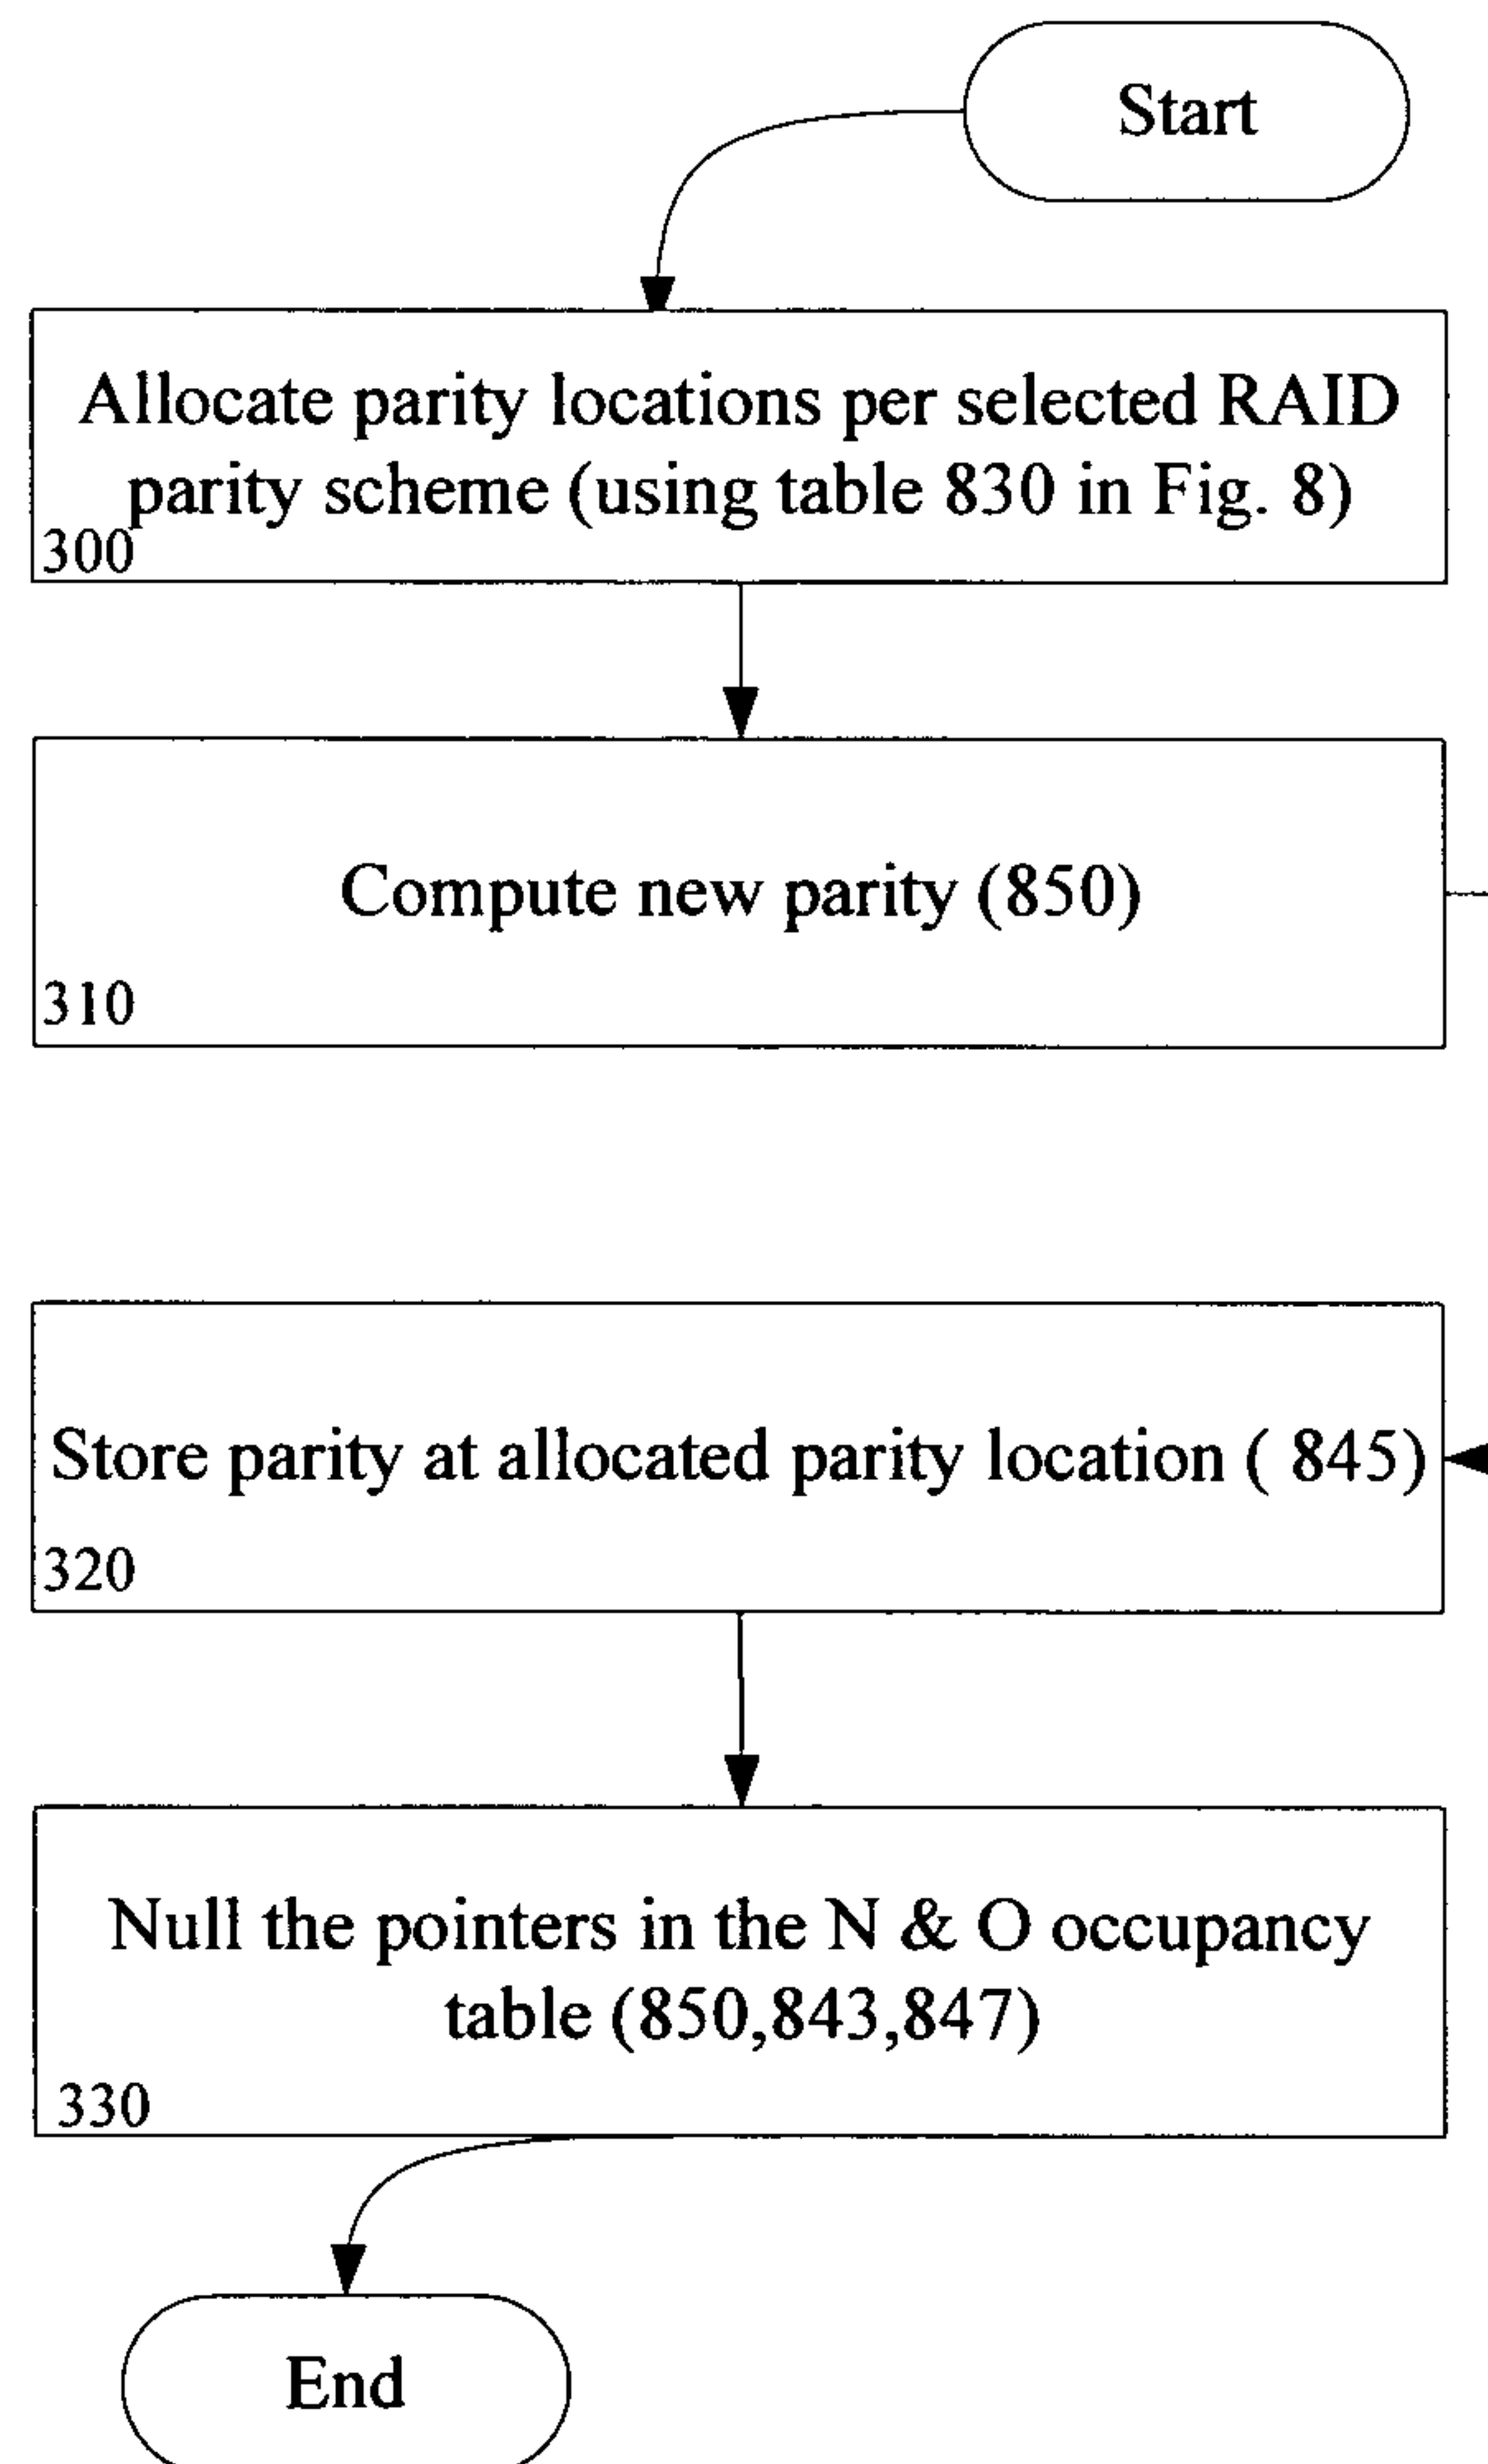 Start
Allocate parity locations per selected RAID
parity scheme (using table 830 in Fig. 8)
300
Compute new parity (850)
310
Store parity at allocated parity location ( 845)
320
Null the pointers in the N & O occupancy
table (850,843,847)
330
End